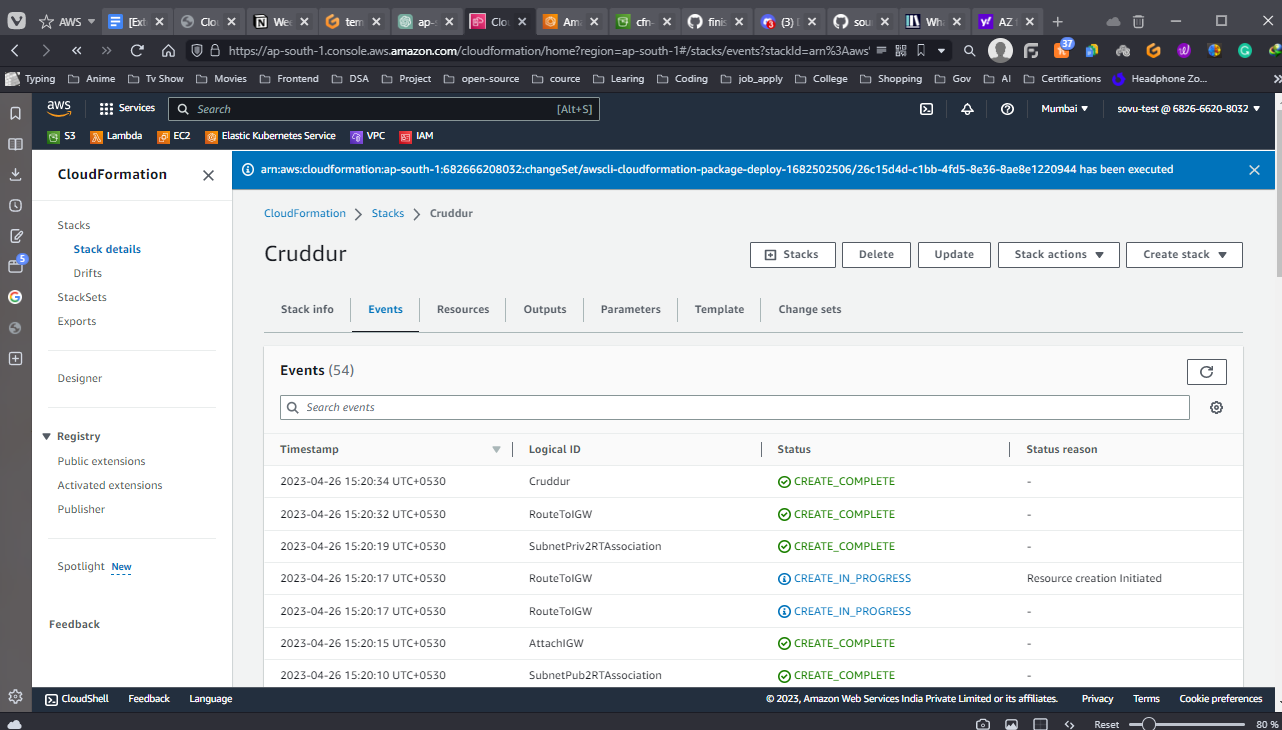 AWS
[Ext
Clo
Wee
terr
ap-s
Clo
Am
cfn-
finis
(3) D
sou
Wha
AZ f
https://ap-south-1.console.aws.amazon.com/cloudformation/home?region=ap-south-1#/stacks/events?stackId=arn%3Aaws'
37
Typing Anime Tv Show Movies Frontend DSA Project open-source cource Learing Coding job_apply College Shopping Gov AI Certifications Headphone Zo...
aws Services Search [Alt+S] Mumbai sovu-test @ 6826-6620-8032
S3 Lambda EC2 Elastic Kubernetes Service VPC IAM
5
CloudFormation
Stacks
Stack details
Drifts
StackSets
Exports
Designer
Registry
Public extensions
Activated extensions
Publisher
Spotlight New
Feedback
arn:aws:cloudformation:ap-south-1:682666208032:changeSet/awscli-cloudformation-package-deploy-1682502506/26c15d4d-c1bb-4fd5-8e36-8ae8e1220944 has been executed
CloudFormation Stacks Cruddur
Cruddur
Stacks Delete Update Stack actions Create stack
Stack info Events Resources Outputs Parameters Template Change sets
Events (54)
Search events
Timestamp Logical ID Status Status reason
2023-04-26 15:20:34 UTC+0530 Cruddur CREATE_COMPLETE -
2023-04-26 15:20:32 UTC+0530 RouteToIGW CREATE_COMPLETE -
2023-04-26 15:20:19 UTC+0530 SubnetPriv2RTAssociation CREATE_COMPLETE -
2023-04-26 15:20:17 UTC+0530 RouteToIGW CREATE_IN_PROGRESS Resource creation Initiated
2023-04-26 15:20:17 UTC+0530 RouteToIGW CREATE_IN_PROGRESS -
2023-04-26 15:20:15 UTC+0530 AttachIGW CREATE_COMPLETE -
2023-04-26 15:20:10 UTC+0530 SubnetPub2RTAssociation CREATE_COMPLETE -
CloudShell Feedback Language © 2023, Amazon Web Services India Private Limited or its affiliates. Privacy Terms Cookie preferences
Reset 80 %